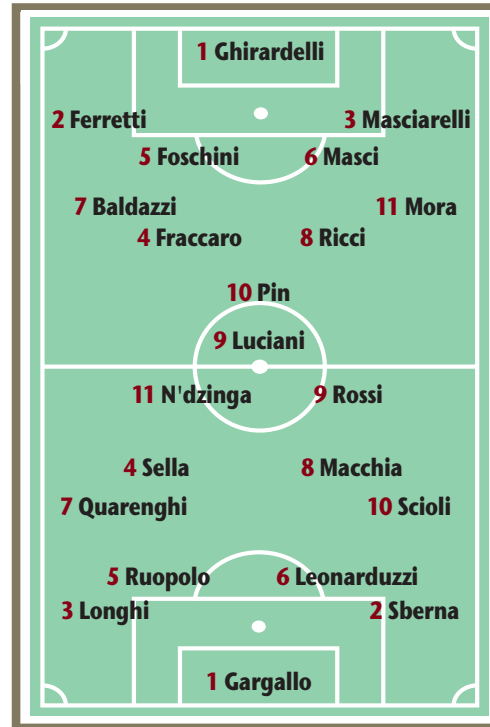 1 Ghirardelli
2 Ferretti 3 Masciarelli
5 Foschini 6 Masci
7 Baldazzi 11 Mora
4 Fraccaro 8 Ricci
10 Pin
9 Luciani
11 N'dzinga 9 Rossi
4 Sella 8 Macchia
7 Quarenghi 10 Scioli
5 Ruopolo 6 Leonarduzzi
3 Longhi 2 Sberna
1 Gargallo